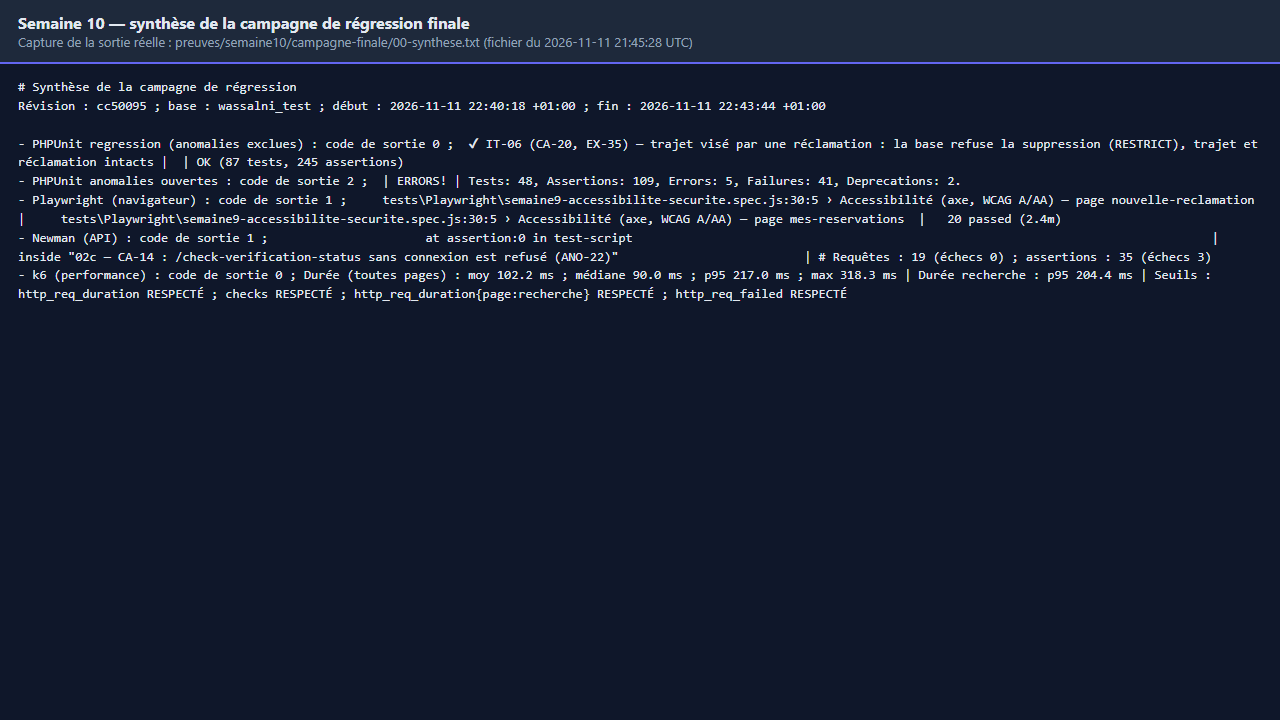 Semaine 10 — synthèse de la campagne de régression finale
Capture de la sortie réelle : preuves/semaine10/campagne-finale/00-synthese.txt (fichier du 2026-11-11 21:45:28 UTC)
# Synthèse de la campagne de régression
Révision : cc50095 ; base : wassalni_test ; début : 2026-11-11 22:40:18 +01:00 ; fin : 2026-11-11 22:43:44 +01:00
- PHPUnit regression (anomalies exclues) : code de sortie 0 ;  ✓ IT-06 (CA-20, EX-35) — trajet visé par une réclamation : la base refuse la suppression (RESTRICT), trajet et
réclamation intacts |  | OK (87 tests, 245 assertions)
- PHPUnit anomalies ouvertes : code de sortie 2 ;  | ERRORS! | Tests: 48, Assertions: 109, Errors: 5, Failures: 41, Deprecations: 2.
- Playwright (navigateur) : code de sortie 1 ;     tests\Playwright\semaine9-accessibilite-securite.spec.js:30:5 › Accessibilité (axe, WCAG A/AA) — page nouvelle-reclamation
|     tests\Playwright\semaine9-accessibilite-securite.spec.js:30:5 › Accessibilité (axe, WCAG A/AA) — page mes-reservations  |   20 passed (2.4m)
- Newman (API) : code de sortie 1 ;                      at assertion:0 in test-script                                                                                 |
inside "02c — CA-14 : /check-verification-status sans connexion est refusé (ANO-22)"                          | # Requêtes : 19 (échecs 0) ; assertions : 35 (échecs 3)
- k6 (performance) : code de sortie 0 ; Durée (toutes pages) : moy 102.2 ms ; médiane 90.0 ms ; p95 217.0 ms ; max 318.3 ms | Durée recherche : p95 204.4 ms | Seuils :
http_req_duration RESPECTÉ ; checks RESPECTÉ ; http_req_duration{page:recherche} RESPECTÉ ; http_req_failed RESPECTÉ